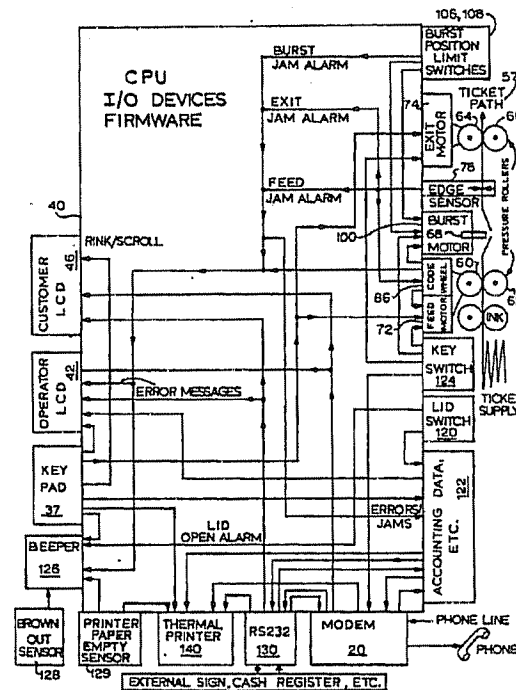 CPU
I/O DEVICES
FIRMWARE
BURST
JAM ALARM
EXIT
JAM ALARM
FEED
JAM ALARM
106, 108
BURST
POSITION
LIMIT
SWITCHES
TICKET
PATH
57
74
EXIT
MOTOR
64
78
EDGE
SENSOR
PRESSURE ROLLERS
100
BURST
68
MOTOR
60
86
CODE
WHEEL
72
FEED
MOTOR
INK
KEY
SWITCH
124
TICKET
SUPPLY
LID
SWITCH
120
ACCOUNTING DATA,
ETC.
122
40
RINK/SCROLL
CUSTOMER
LCD
46
OPERATOR
LCD
42
ERROR MESSAGES
KEY
PAD
37
LID
OPEN ALARM
ERRORS/
JAMS
BEEPER
126
BROWN
OUT
SENSOR
128
PRINTER
PAPER
EMPTY
SENSOR
129
THERMAL
PRINTER
140
RS232
130
MODEM
20
PHONE LINE
PHONE
EXTERNAL SIGN, CASH REGISTER, ETC.